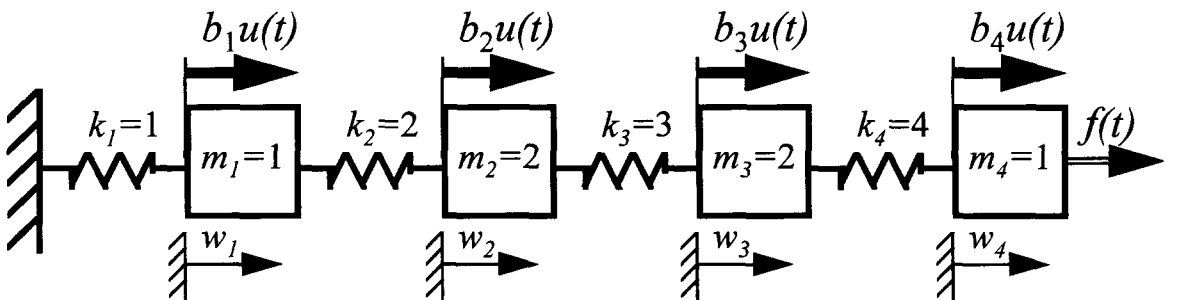 b₁u(t) b₂u(t) b₃u(t) b₄u(t)
k₁=1 k₂=2 k₃=3 k₄=4 f(t)
m₁=1 m₂=2 m₃=2 m₄=1
w₁ w₂ w₃ w₄